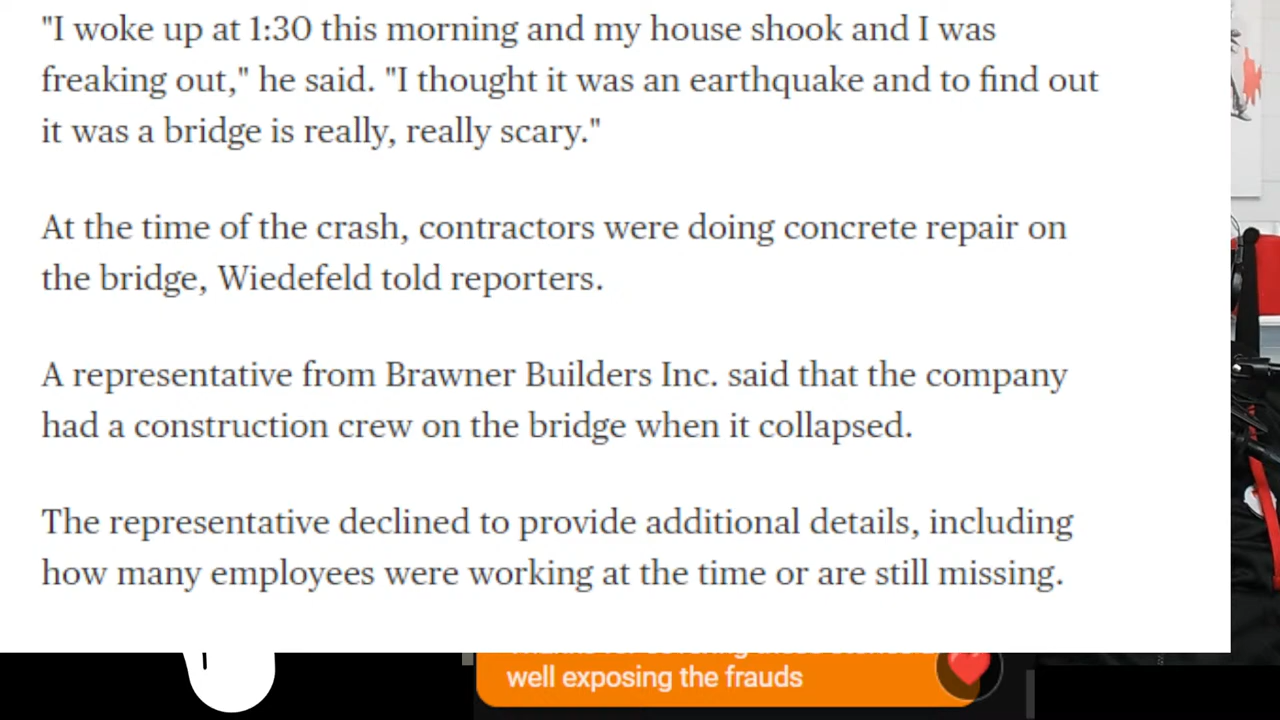 "I woke up at 1:30 this morning and my house shook and I was
freaking out," he said. "I thought it was an earthquake and to find out
it was a bridge is really, really scary."
At the time of the crash, contractors were doing concrete repair on
the bridge, Wiedefeld told reporters.
A representative from Brawner Builders Inc. said that the company
had a construction crew on the bridge when it collapsed.
The representative declined to provide additional details, including
how many employees were working at the time or are still missing.
well exposing the frauds